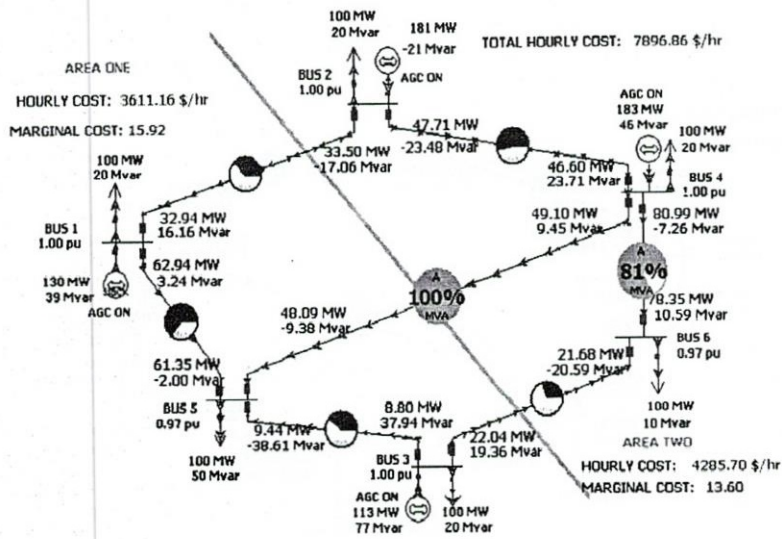 100 MW
20 Mvar
181 MW
-21 Mvar
TOTAL HOURLY COST: 7896.86 $/hr
AREA ONE
BUS 2
1.00 pu
AGC ON
HOURLY COST: 3611.16 $/hr
MARGINAL COST: 15.92
AGC ON
183 MW
46 Mvar
100 MW
20 Mvar
47.71 MW
-23.48 Mvar
33.50 MW
-17.06 Mvar
46.60 MW
23.71 Mvar
BUS 4
1.00 pu
100 MW
20 Mvar
32.94 MW
16.16 Mvar
49.10 MW
9.45 Mvar
80.99 MW
-7.26 Mvar
BUS 1
1.00 pu
62.94 MW
3.24 Mvar
130 MW
39 Mvar
AGC ON
A
100%
MVA
A
81%
MVA
48.09 MW
-9.38 Mvar
78.35 MW
10.59 Mvar
BUS 6
0.97 pu
61.35 MW
-2.00 Mvar
21.68 MW
-20.59 Mvar
BUS 5
0.97 pu
9.44 MW
-38.61 Mvar
8.80 MW
37.94 Mvar
22.04 MW
19.36 Mvar
100 MW
10 Mvar
100 MW
50 Mvar
BUS 3
1.00 pu
AREA TWO
HOURLY COST: 4285.70 $/hr
MARGINAL COST: 13.60
AGC ON
113 MW
77 Mvar
100 MW
20 Mvar